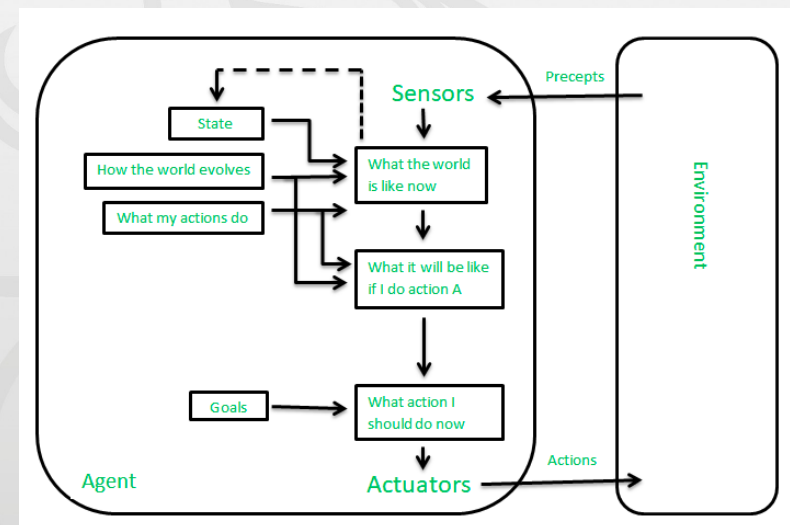 Precepts
Sensors
State
What the world
is like now
How the world evolves
What my actions do
Environment
What it will be like
if I do action A
Goals
What action I
should do now
Agent
Actuators
Actions